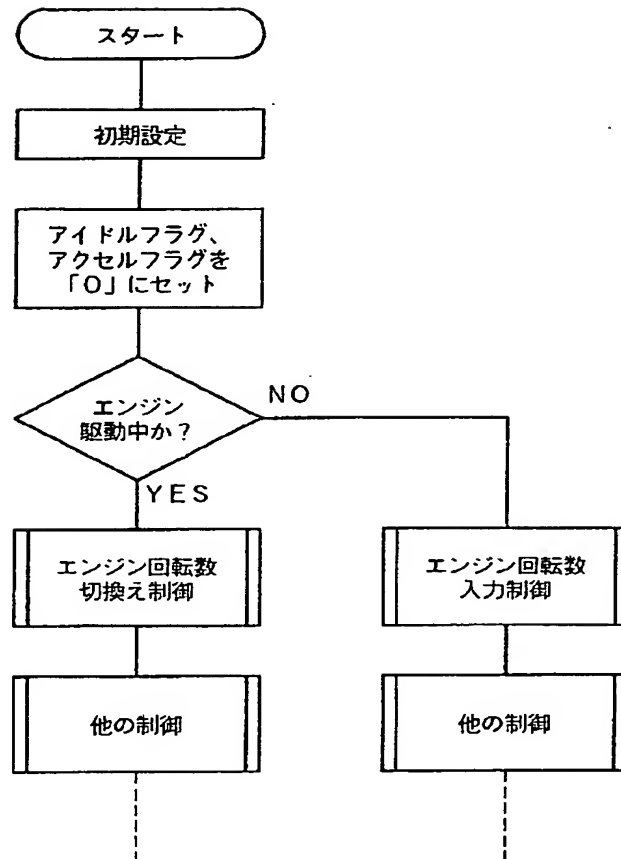 スタート
初期設定
アイドルフラグ、
アクセルフラグを
「0」にセット
エンジン
駆動中か?
NO
YES
エンジン回転数
切換え制御
エンジン回転数
入力制御
他の制御
他の制御